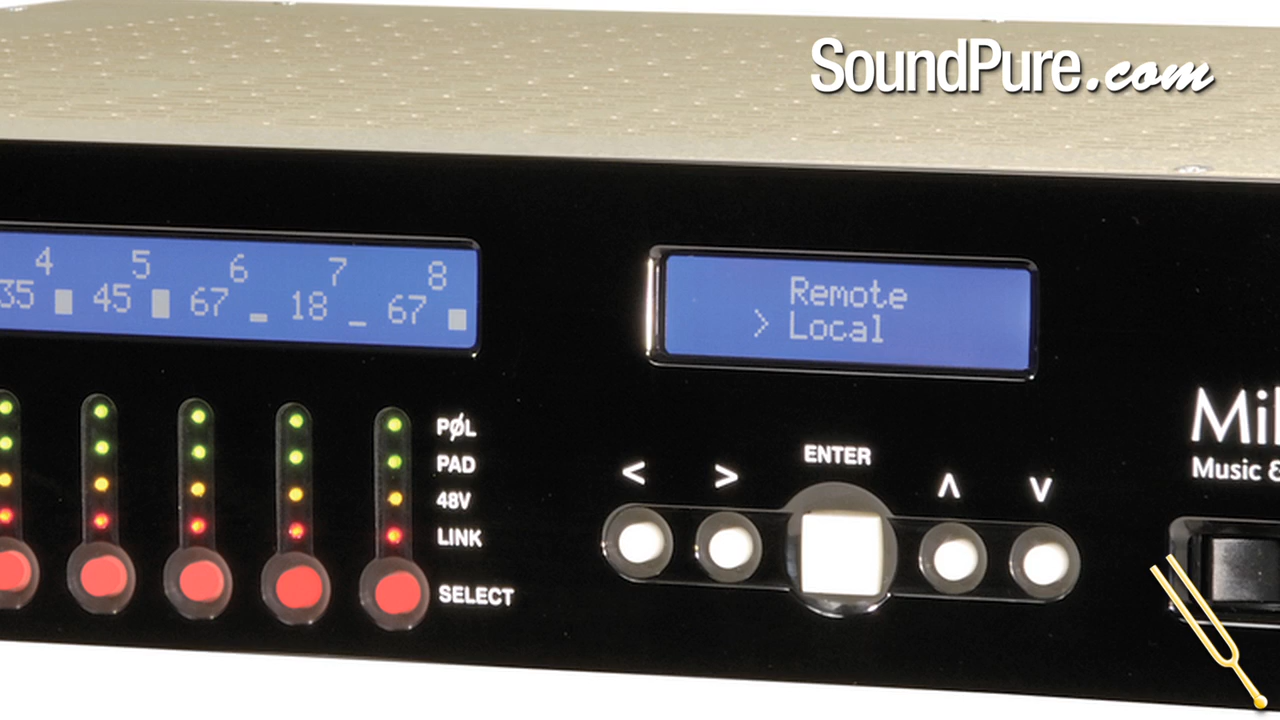 SoundPure.com
4 5 6 7 8
35 45 67 18 67
Remote
> Local
PØL
PAD
48V
LINK
SELECT
ENTER
< > ∧ ∨
Mil
Music &